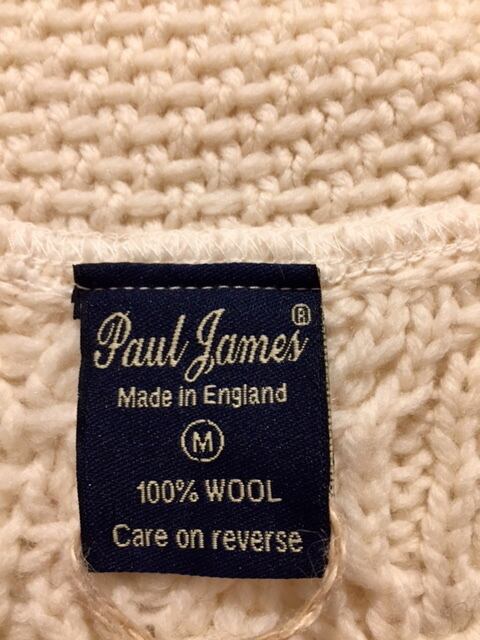 Paul James®
Made in England
M
100% WOOL
Care on reverse